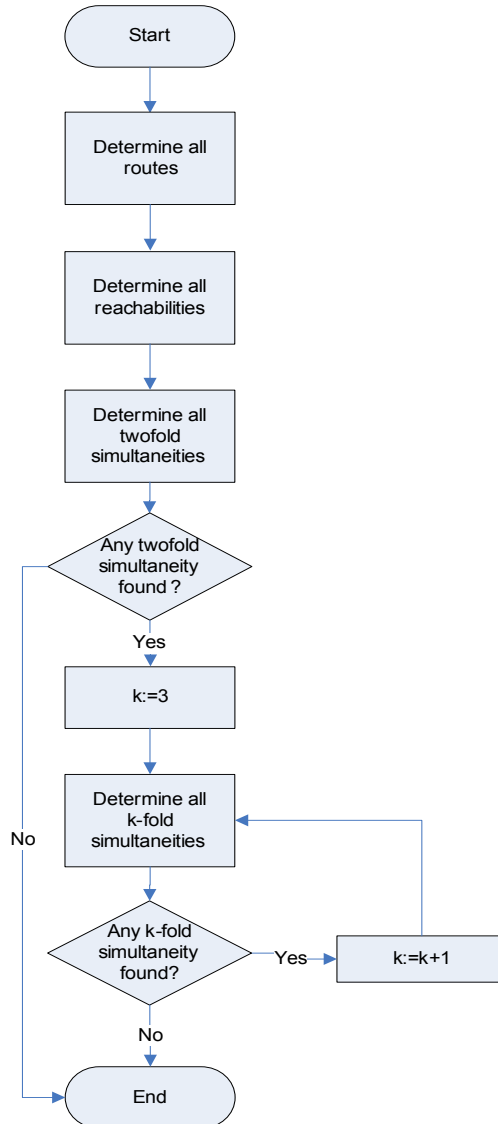 Start
Determine all
routes
Determine all
reachabilities
Determine all
twofold
simultaneities
Any twofold
simultaneity
found ?
Yes
k:=3
Determine all
k-fold
simultaneities
No
Any k-fold
simultaneity
found?
Yes
k:=k+1
No
End